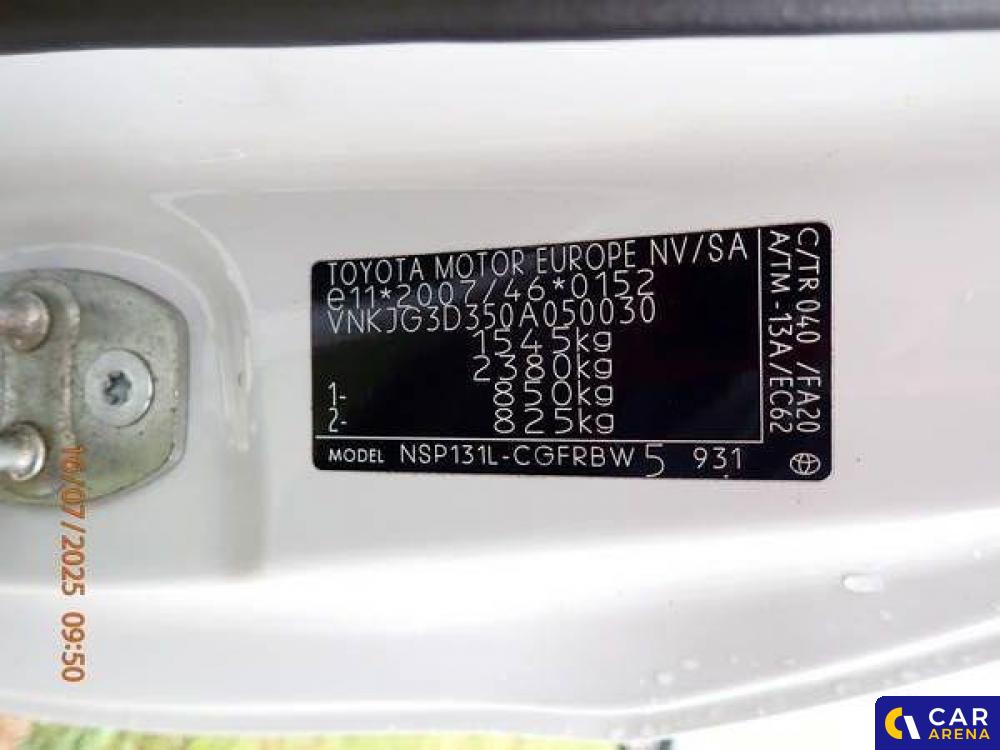 TOYOTA MOTOR EUROPE NV/SA
e11*2007/46*0152
VNKJG3D350A050030
1545kg
2380kg
1- 850kg
2- 825kg
MODEL NSP131L-CGFRBW 5 931
C/TR 040 /FA20
A/TM -13A/EC62
16/07/2025 09:50
CAR
ARENA